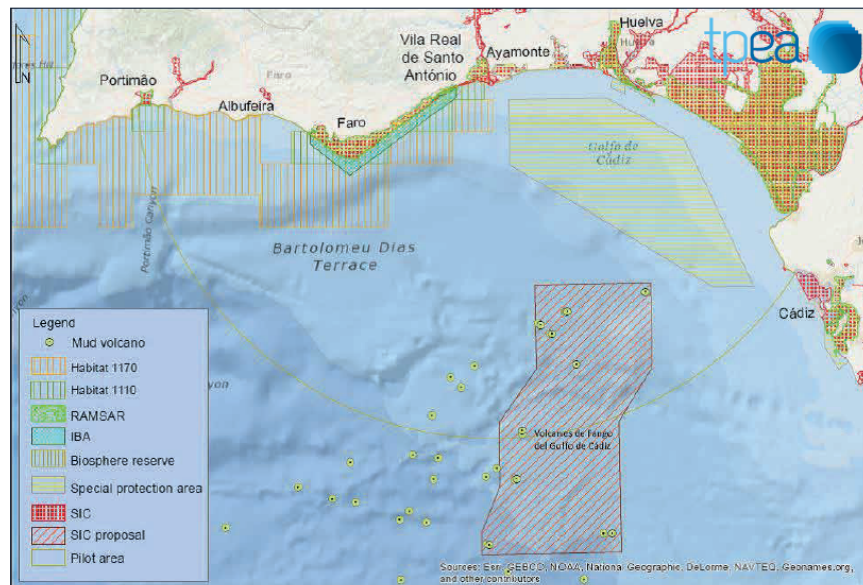 Huelva
tpea
Huelva
Vila Real
de Santo
António
Ayamonte
Portimão
Faro
Albufeira
Faro
Golfo de
Cádiz
Portimão Canyon
Bartolomeu Dias
Terrace
Cádiz
Legend
Mud volcano
Habitat 1170
Habitat 1110
RAMSAR
IBA
Biosphere reserve
Special protection area
SIC
SIC proposal
Pilot area
Volcanes de Fango
del Golfo de Cádiz
Sources: Esri, GEBCO, NOAA, National Geographic, DeLorme, NAVTEQ, Geonames.org,
and other contributors